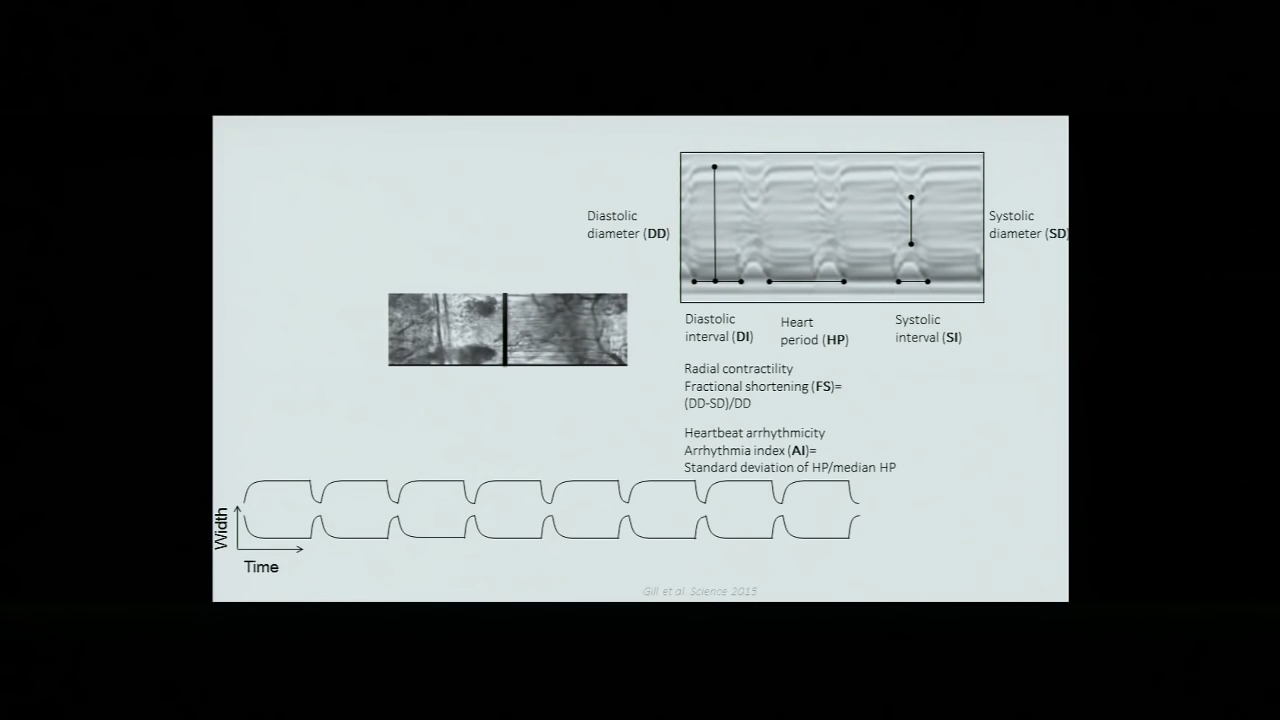 Diastolic
diameter (DD)
Systolic
diameter (SD)
Diastolic
interval (DI)
Heart
period (HP)
Systolic
interval (SI)
Radial contractility
Fractional shortening (FS)=
(DD-SD)/DD
Heartbeat arrhythmicity
Arrhythmia index (AI)=
Standard deviation of HP/median HP
Width
Time
Gill et al. Science 2015